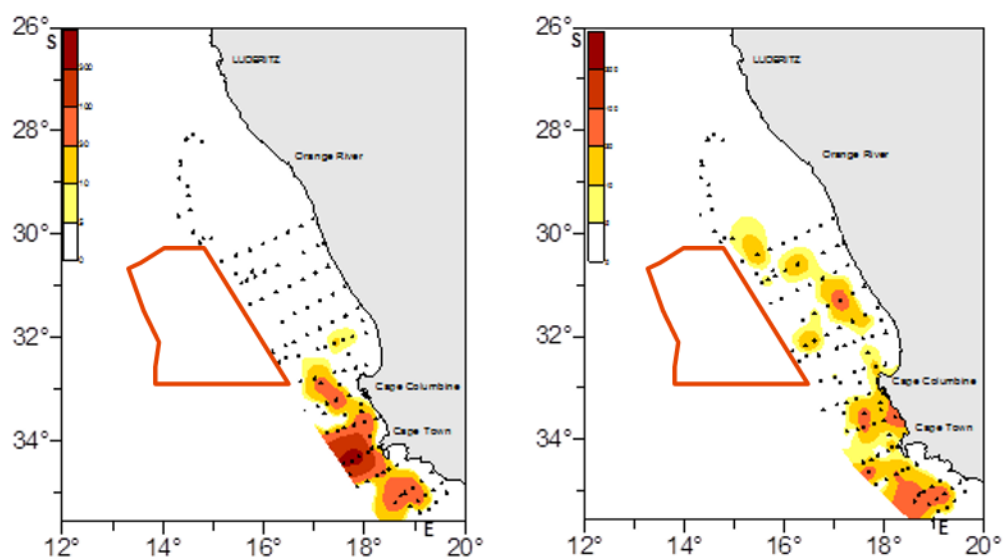 26°
S
28°
30°
32°
34°
12°
14°
16°
18°
20°
E
LUDERITZ
Orange River
Cape Columbine
Cape Town
26°
S
28°
30°
32°
34°
12°
14°
16°
18°
20°
E
LUDERITZ
Orange River
Cape Columbine
Cape Town